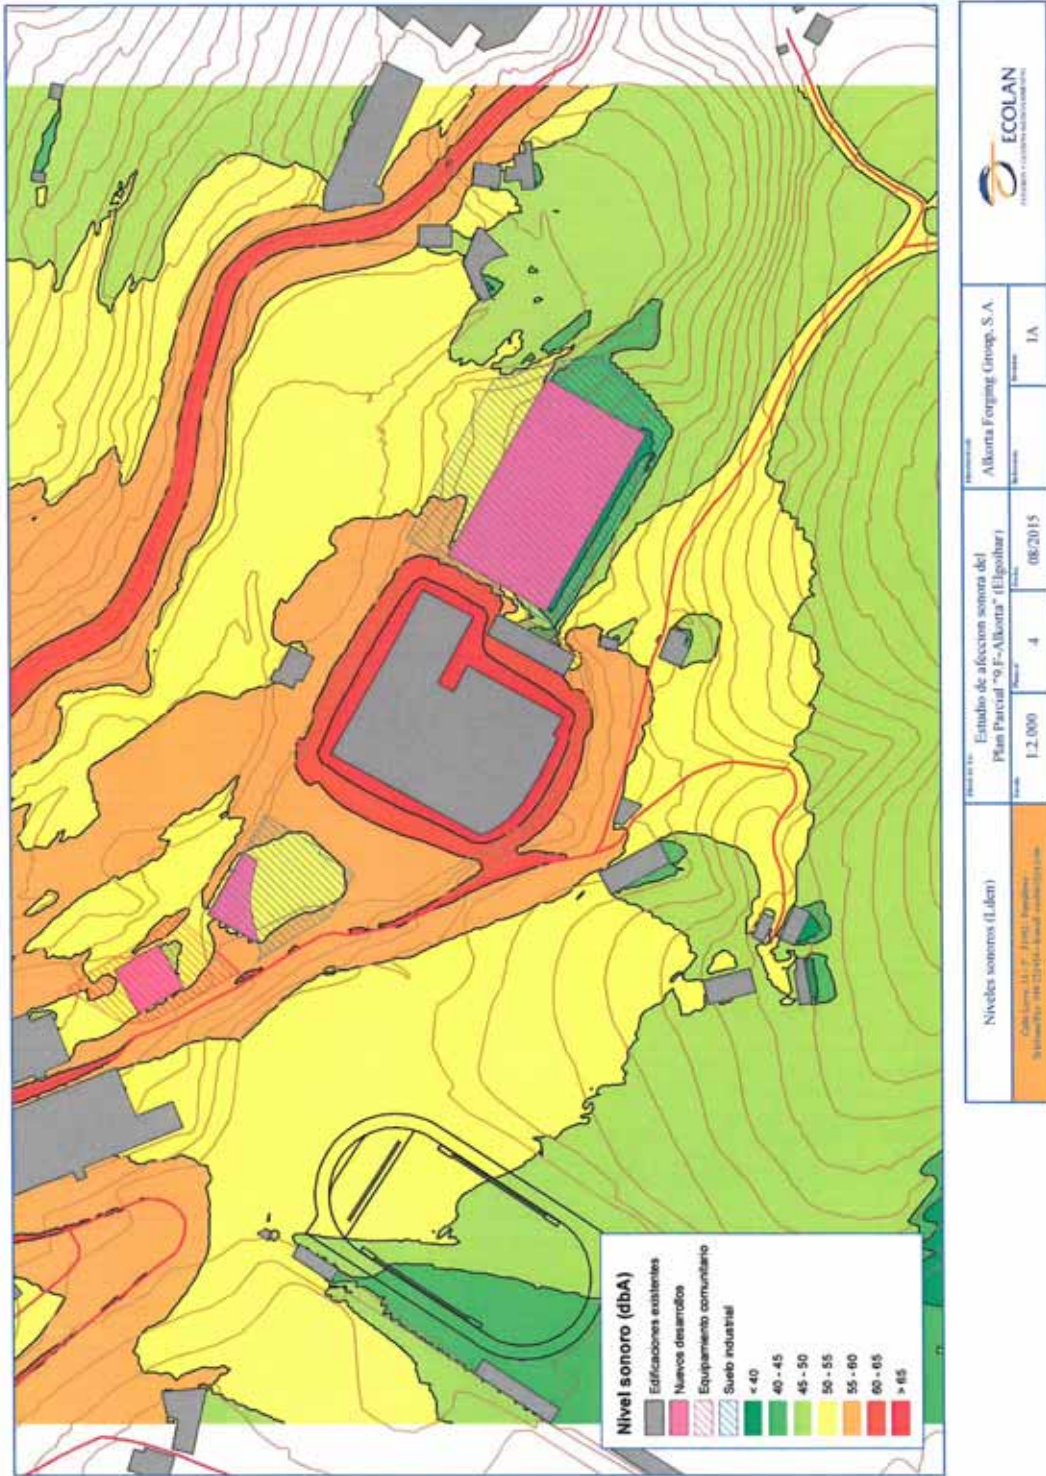 Nivel sonoro (dbA)
Edificaciones existentes
Nuevos desarrollos
Equipamiento comunitario
Suelo industrial
< 40
40 - 45
45 - 50
50 - 55
55 - 60
60 - 65
> 65
Niveles sonoros (Lden)
Estudio de afeccion sonora del
Plan Parcial "9.F-Alkorta" (Elgoibar)
1:2.000
4
08/2015
Alkorta Forging Group, S.A.
1A
ECOLAN